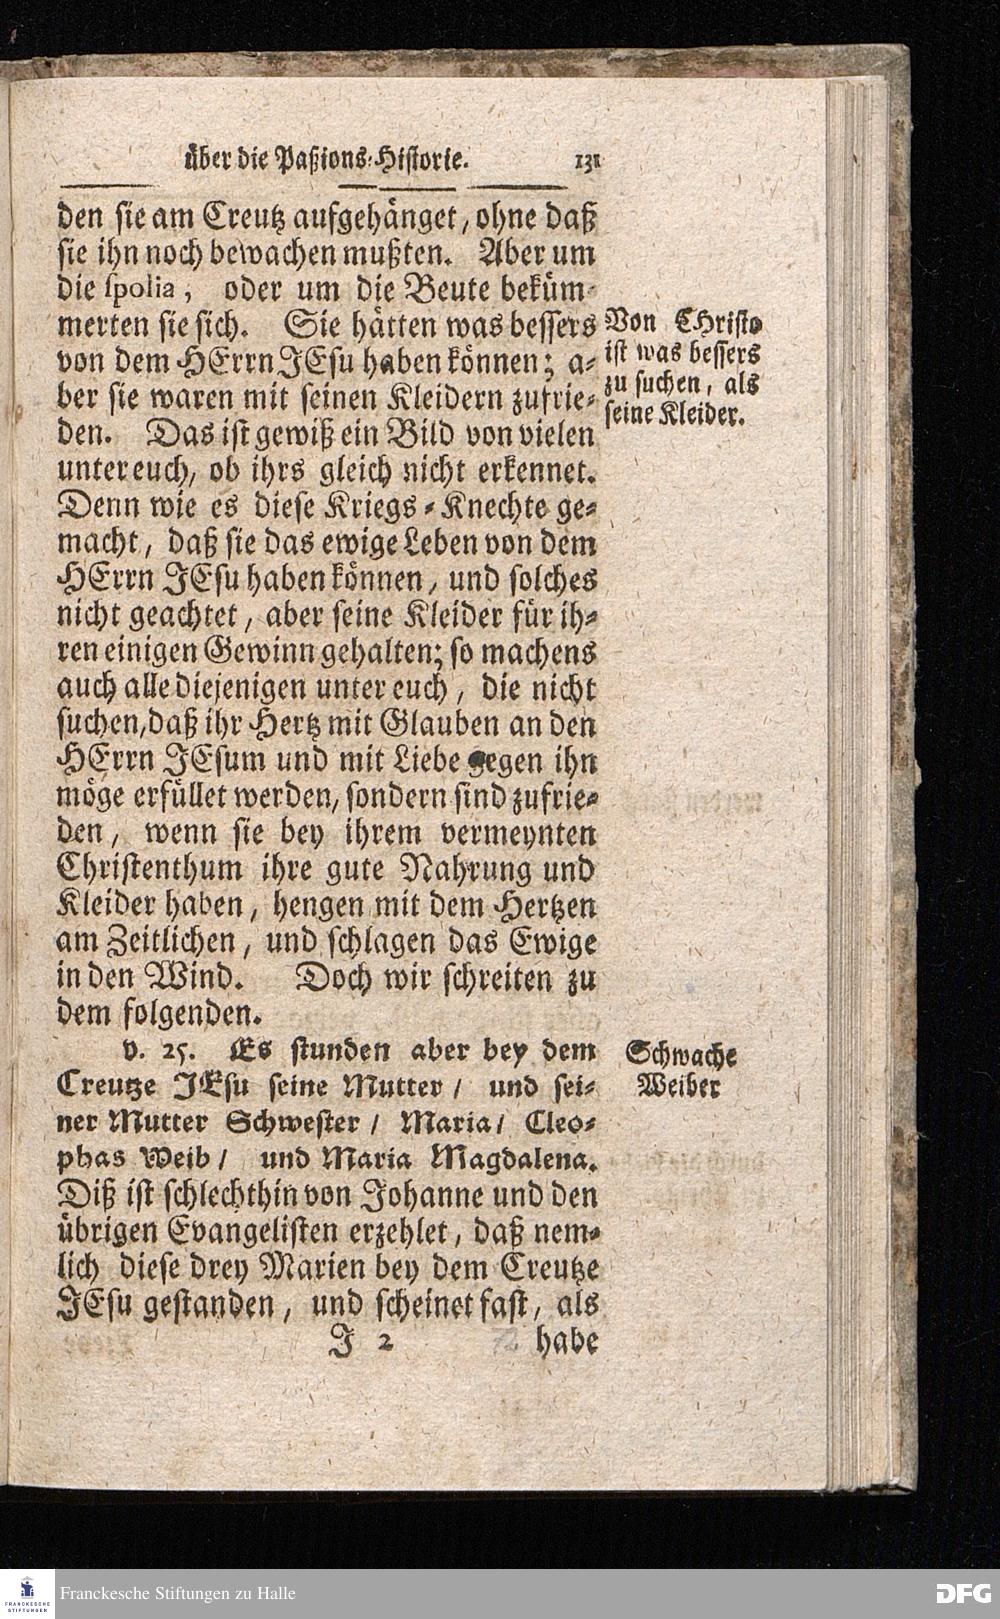 über die Paßions-Historie. 131
den sie am Creutz aufgehänget, ohne daß
sie ihn noch bewachen mußten. Aber um
die spolia, oder um die Beute beküm-
merten sie sich. Sie hätten was bessers
von dem HErrn JEsu haben können; a-
ber sie waren mit seinen Kleidern zufrie-
den. Das ist gewiß ein Bild von vielen
unter euch, ob ihrs gleich nicht erkennet.
Denn wie es diese Kriegs-Knechte ge-
macht, daß sie das ewige Leben von dem
HErrn JEsu haben können, und solches
nicht geachtet, aber seine Kleider für ih-
ren einigen Gewinn gehalten; so machens
auch alle diejenigen unter euch, die nicht
suchen, daß ihr Hertz mit Glauben an den
HErrn JEsum und mit Liebe gegen ihn
möge erfüllet werden, sondern sind zufrie-
den, wenn sie bey ihrem vermeynten
Christenthum ihre gute Nahrung und
Kleider haben, hengen mit dem Hertzen
am Zeitlichen, und schlagen das Ewige
in den Wind. Doch wir schreiten zu
dem folgenden.
Von CHristo
ist was bessers
zu suchen, als
seine Kleider.
v. 25. Es stunden aber bey dem
Creutze JEsu seine Mutter / und sei-
ner Mutter Schwester / Maria / Cleo-
phas Weib / und Maria Magdalena.
Diß ist schlechthin von Johanne und den
übrigen Evangelisten erzehlet, daß nem-
lich diese drey Marien bey dem Creutze
JEsu gestanden, und scheinet fast, als
Schwache
Weiber
J 2 habe
FRANCKESCHE STIFTUNGEN
Franckesche Stiftungen zu Halle
DFG